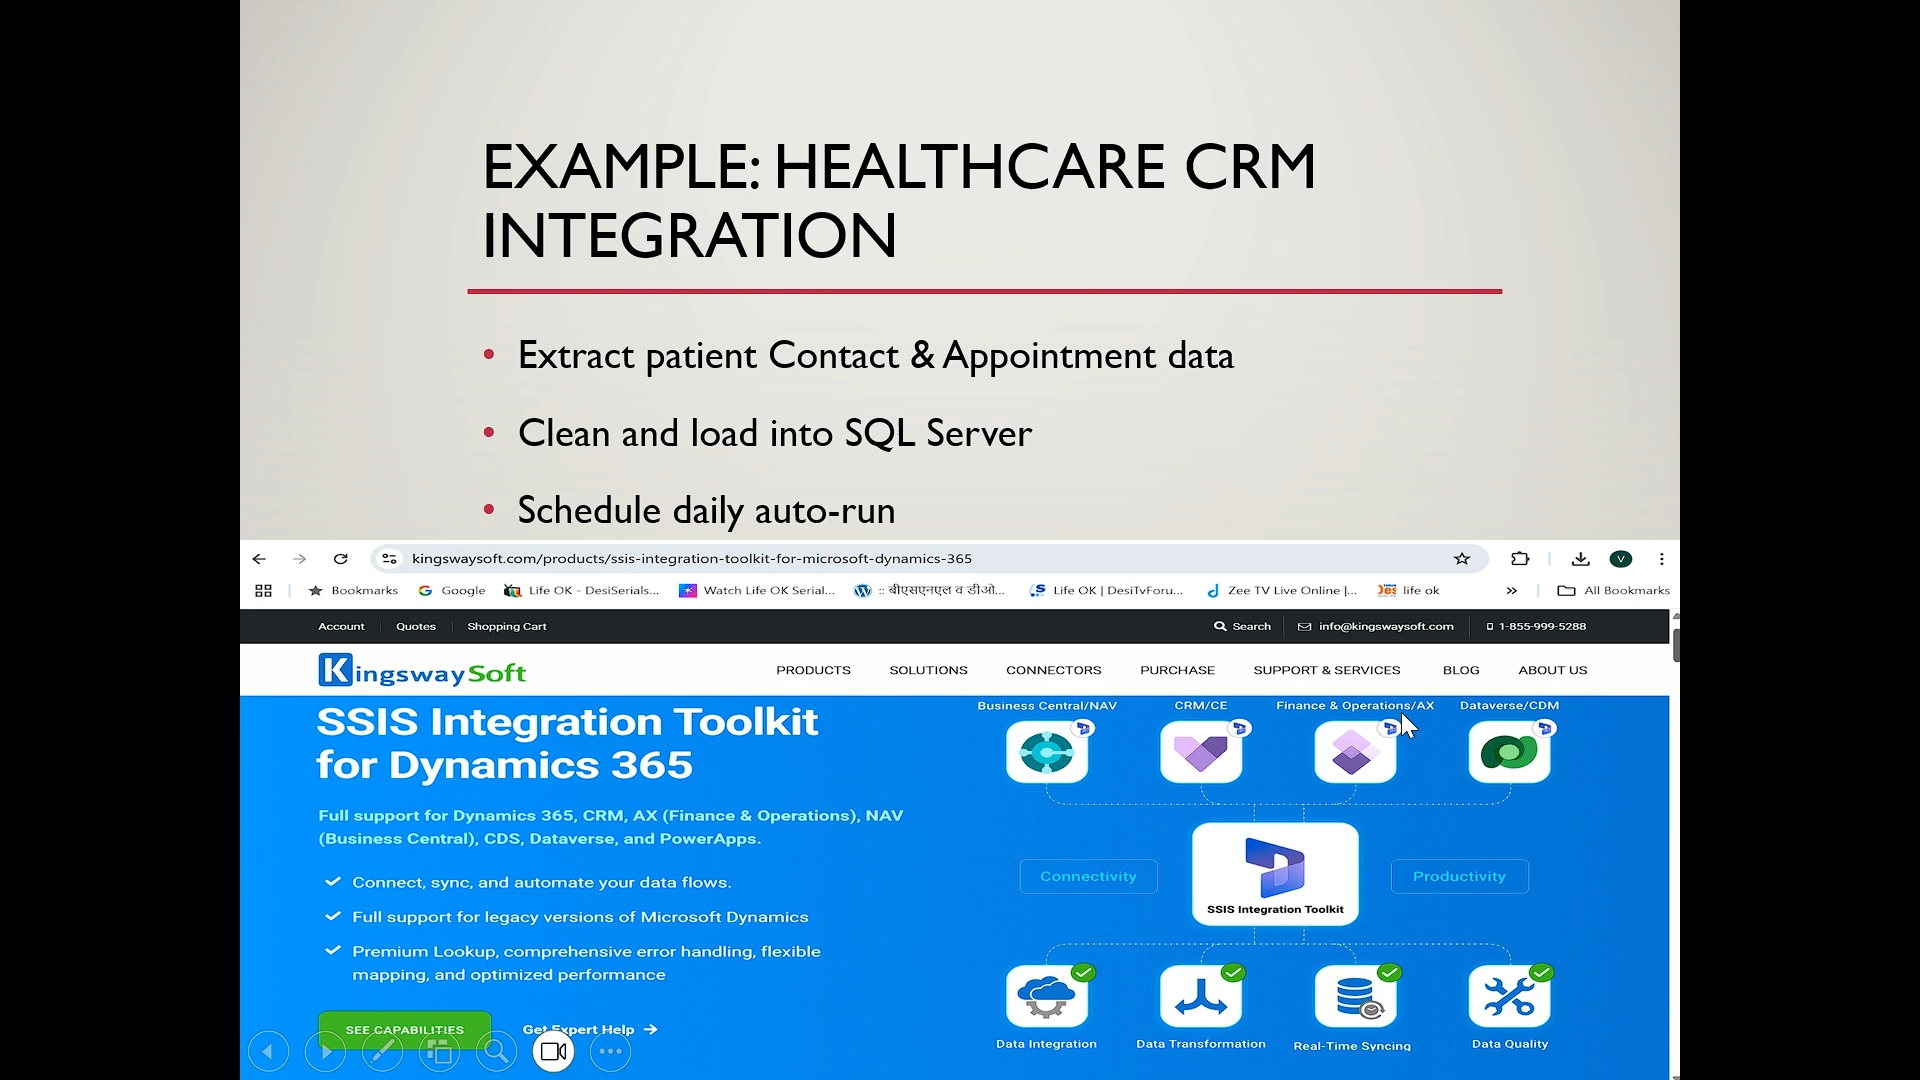 EXAMPLE: HEALTHCARE CRM
INTEGRATION
• Extract patient Contact & Appointment data
• Clean and load into SQL Server
• Schedule daily auto-run
kingswaysoft.com/products/ssis-integration-toolkit-for-microsoft-dynamics-365
V
Bookmarks Google Life OK - DesiSerials... Watch Life OK Serial... :: बीएसएनएल व डीओ... Life OK | DesiTvForu... Zee TV Live Online |... life ok » All Bookmarks
Account Quotes Shopping Cart Search info@kingswaysoft.com 1-855-999-5288
KingswaySoft PRODUCTS SOLUTIONS CONNECTORS PURCHASE SUPPORT & SERVICES BLOG ABOUT US
SSIS Integration Toolkit
for Dynamics 365
Full support for Dynamics 365, CRM, AX (Finance & Operations), NAV
(Business Central), CDS, Dataverse, and PowerApps.
Connect, sync, and automate your data flows.
Full support for legacy versions of Microsoft Dynamics
Premium Lookup, comprehensive error handling, flexible
mapping, and optimized performance
SEE CAPABILITIES Get Expert Help →
Business Central/NAV CRM/CE Finance & Operations/AX Dataverse/CDM
Connectivity SSIS Integration Toolkit Productivity
Data Integration Data Transformation Real-Time Syncing Data Quality